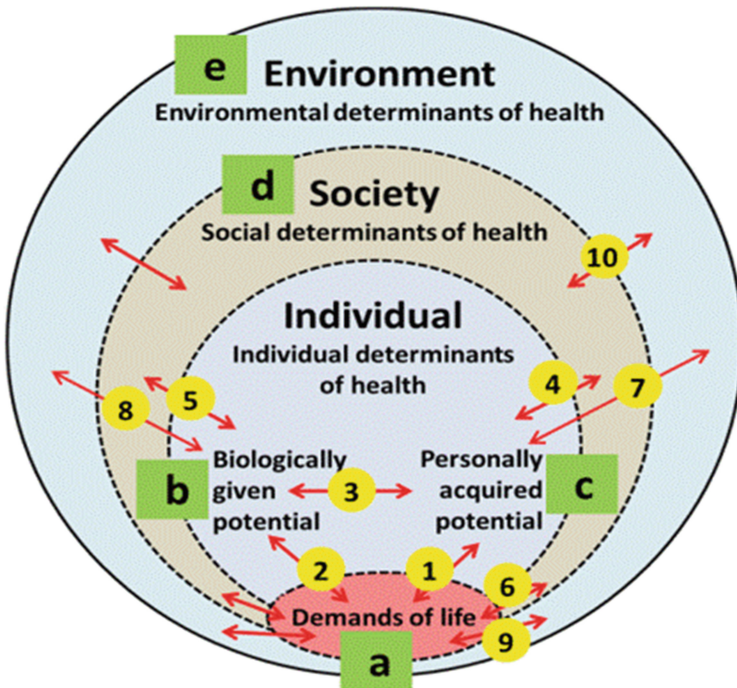 e
Environment
Environmental determinants of health
d
Society
Social determinants of health
10
Individual
Individual determinants
of health
8
5
4
7
b
Biologically
given
potential
3
Personally
acquired
potential
c
2
1
6
Demands of life
9
a